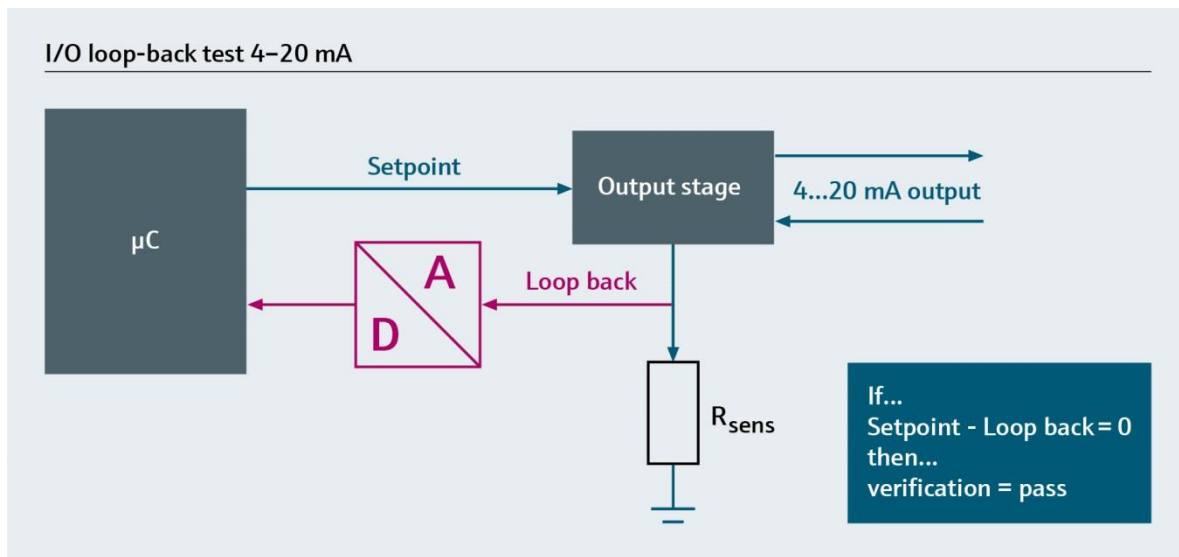 I/O loop-back test 4–20 mA
Setpoint
Output stage
4...20 mA output
µC
A
D
Loop back
Rsens
If...
Setpoint - Loop back = 0
then...
verification = pass